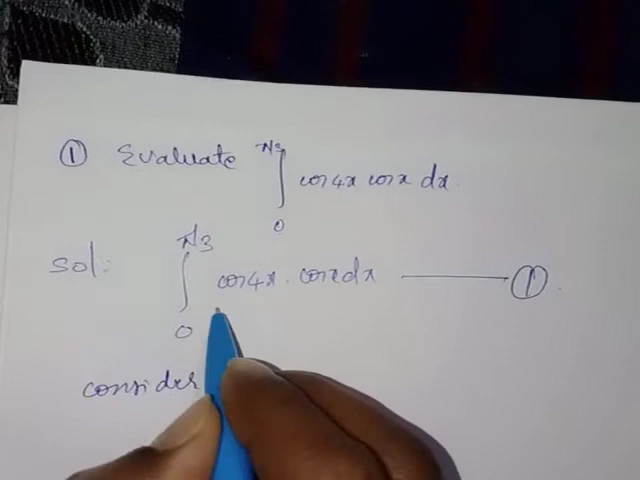 ① Evaluate ∫₀^{π/3} cos4x cosx dx.
Sol: ∫₀^{π/3} cos4x . cosx dx —— ①.
consider